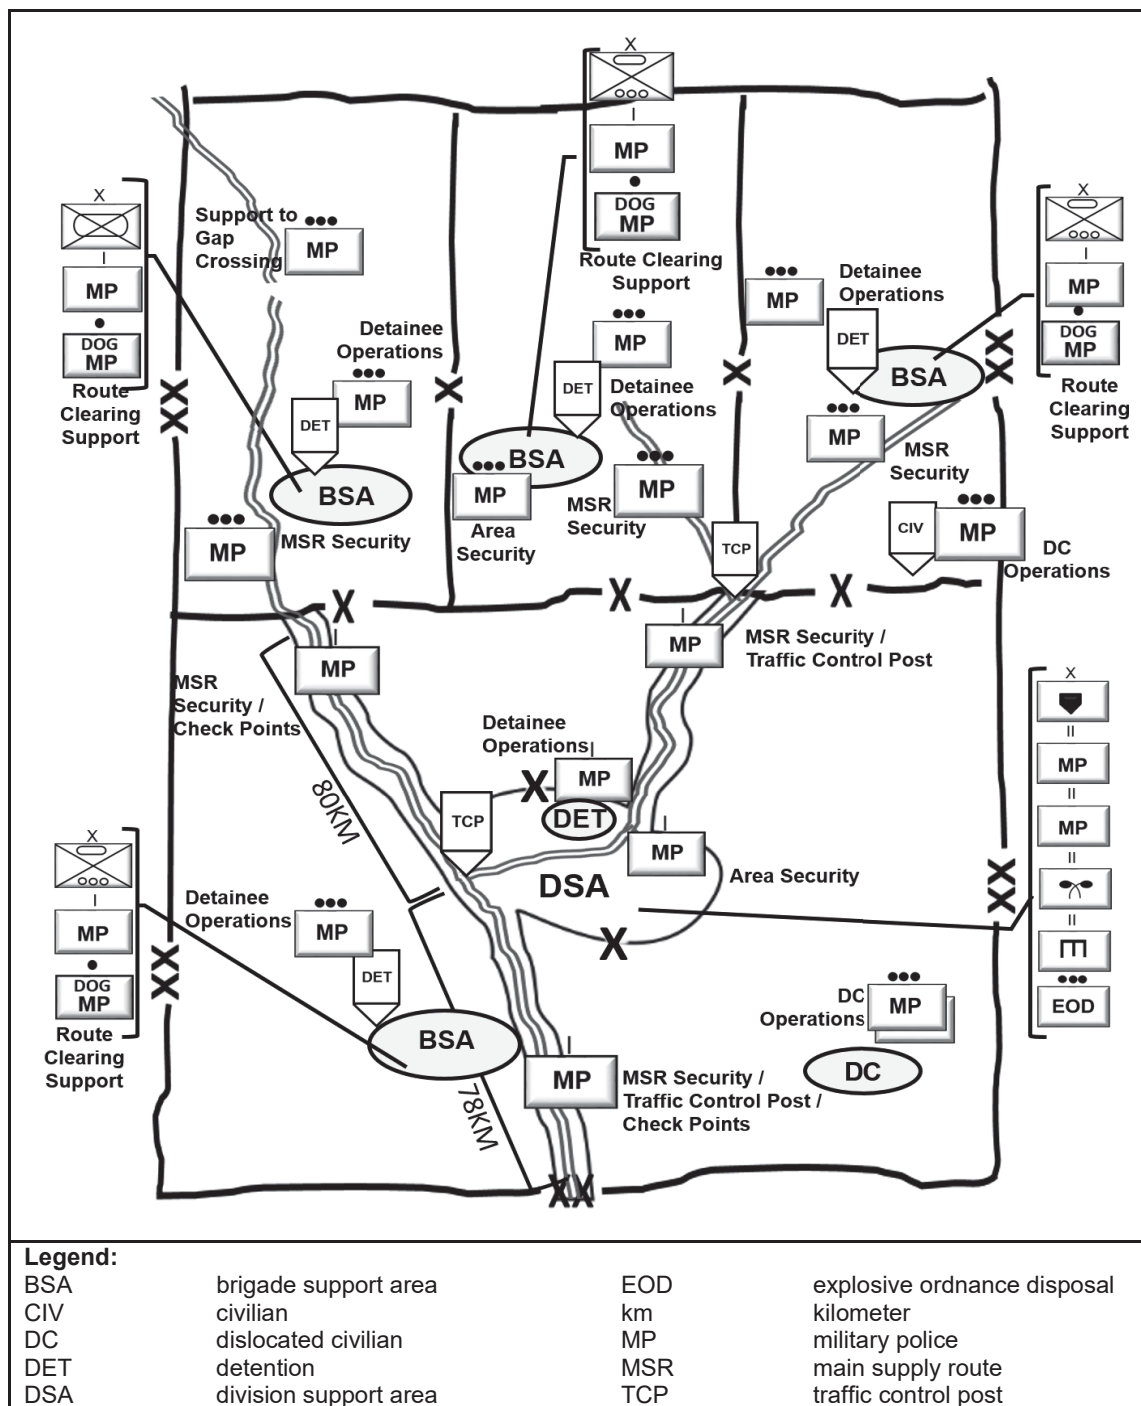 X
MP
DOG
MP
Route Clearing
Support
X
MP
DOG
MP
Route
Clearing
Support
Support to
Gap
Crossing
MP
MP
Detainee
Operations
DET
BSA
X
MP
DOG
MP
Route
Clearing
Support
XX
Detainee
Operations
MP
DET
BSA
X
MP
DET
Detainee
Operations
BSA
MP
Area
Security
X
MP
MSR
Security
MP
MSR
Security
XX
MP
MSR Security
TCP
CIV
MP
DC
Operations
X
X
X
MP
MSR
Security /
Check Points
MP
MSR Security /
Traffic Control Post
80KM
Detainee
Operations
MP
X
DET
TCP
MP
DSA
Area Security
X
XX
X
MP
MP
EOD
X
MP
DOG
MP
Route
Clearing
Support
XX
Detainee
Operations
MP
DET
BSA
78KM
MP
MSR Security /
Traffic Control Post /
Check Points
DC
Operations
MP
DC
XX
Legend:
BSA brigade support area EOD explosive ordnance disposal
CIV civilian km kilometer
DC dislocated civilian MP military police
DET detention MSR main supply route
DSA division support area TCP traffic control post